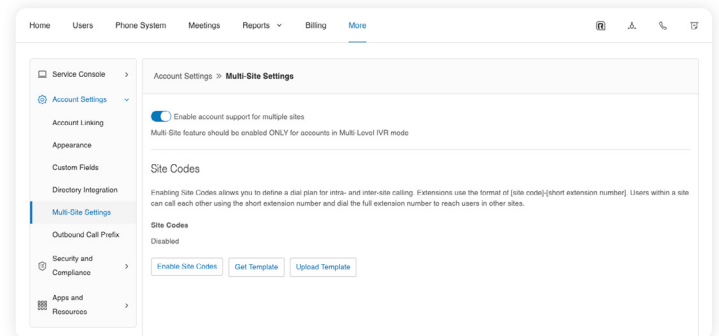 Home Users Phone System Meetings Reports Billing More
Service Console
Account Settings
Account Linking
Appearance
Custom Fields
Directory Integration
Multi-Site Settings
Outbound Call Prefix
Security and
Compliance
Apps and
Resources
Account Settings » Multi-Site Settings
Enable account support for multiple sites
Multi-Site feature should be enabled ONLY for accounts in Multi-Level IVR mode
Site Codes
Enabling Site Codes allows you to define a dial plan for intra- and inter-site calling. Extensions use the format of [site code]-[short extension number]. Users within a site
can call each other using the short extension number and dial the full extension number to reach users in other sites.
Site Codes
Disabled
Enable Site Codes Get Template Upload Template